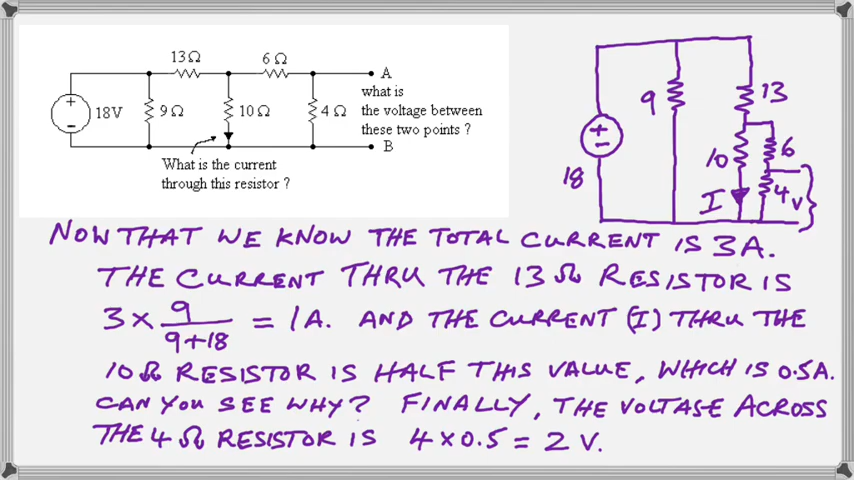 13Ω
6Ω
A
what is
18V
9Ω
10Ω
4Ω
the voltage between
these two points ?
B
What is the current
through this resistor ?
9
13
10
6
18
I
4
V
NOW THAT WE KNOW THE TOTAL CURRENT IS 3A.
THE CURRENT THRU THE 13Ω RESISTOR IS
3 × 9/(9+18) = 1A. AND THE CURRENT (I) THRU THE
10Ω RESISTOR IS HALF THIS VALUE, WHICH IS 0.5A.
CAN YOU SEE WHY? FINALLY, THE VOLTAGE ACROSS
THE 4Ω RESISTOR IS 4×0.5 = 2 V.